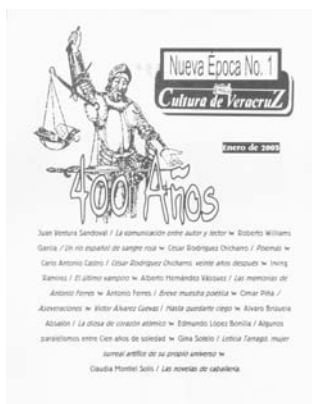 Nueva Época No. 1
Cultura de VeracruZ
Enero de 2005
400 Años
Juan Ventura Sandoval / La comunicación entre autor y lector Roberto Williams
García / Un río español de sangre roja César Rodríguez Chicharro / Poemas
Carlo Antonio Castro / César Rodríguez Chicharro, veinte años después Irving
Ramírez / El último vampiro Alberto Hernández Vásquez / Las memorias de
Antonio Ferres Antonio Ferres / Breve muestra poética Omar Piña /
Aseveraciones Víctor Álvarez Cuevas / Hasta quedarte ciego Álvaro Brizuela
Absalón / La diosa de corazón atómico Edmundo López Bonilla / Algunos
paralelismos entre Cien años de soledad Gina Sotelo / Leticia Tarragó, mujer
surreal artífice de su propio universo
Claudia Montiel Solís / Las novelas de caballería.